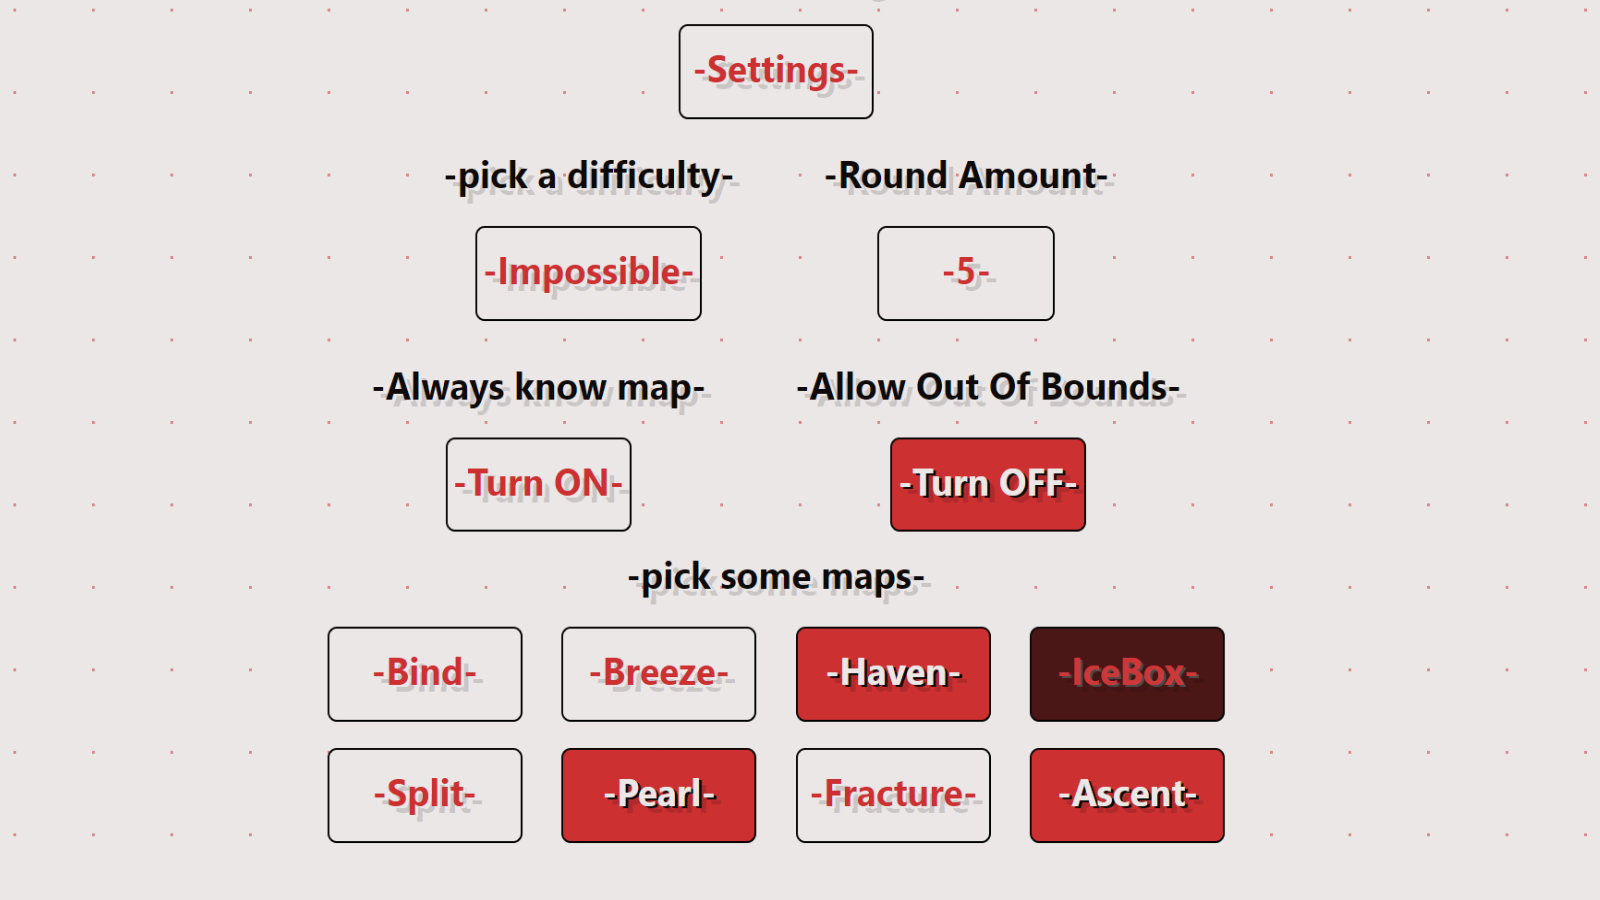 -Settings-
-pick a difficulty-
-Round Amount-
-Impossible-
-5-
-Always know map-
-Allow Out Of Bounds-
-Turn ON-
-Turn OFF-
-pick some maps-
-Bind-
-Breeze-
-Haven-
-IceBox-
-Split-
-Pearl-
-Fracture-
-Ascent-